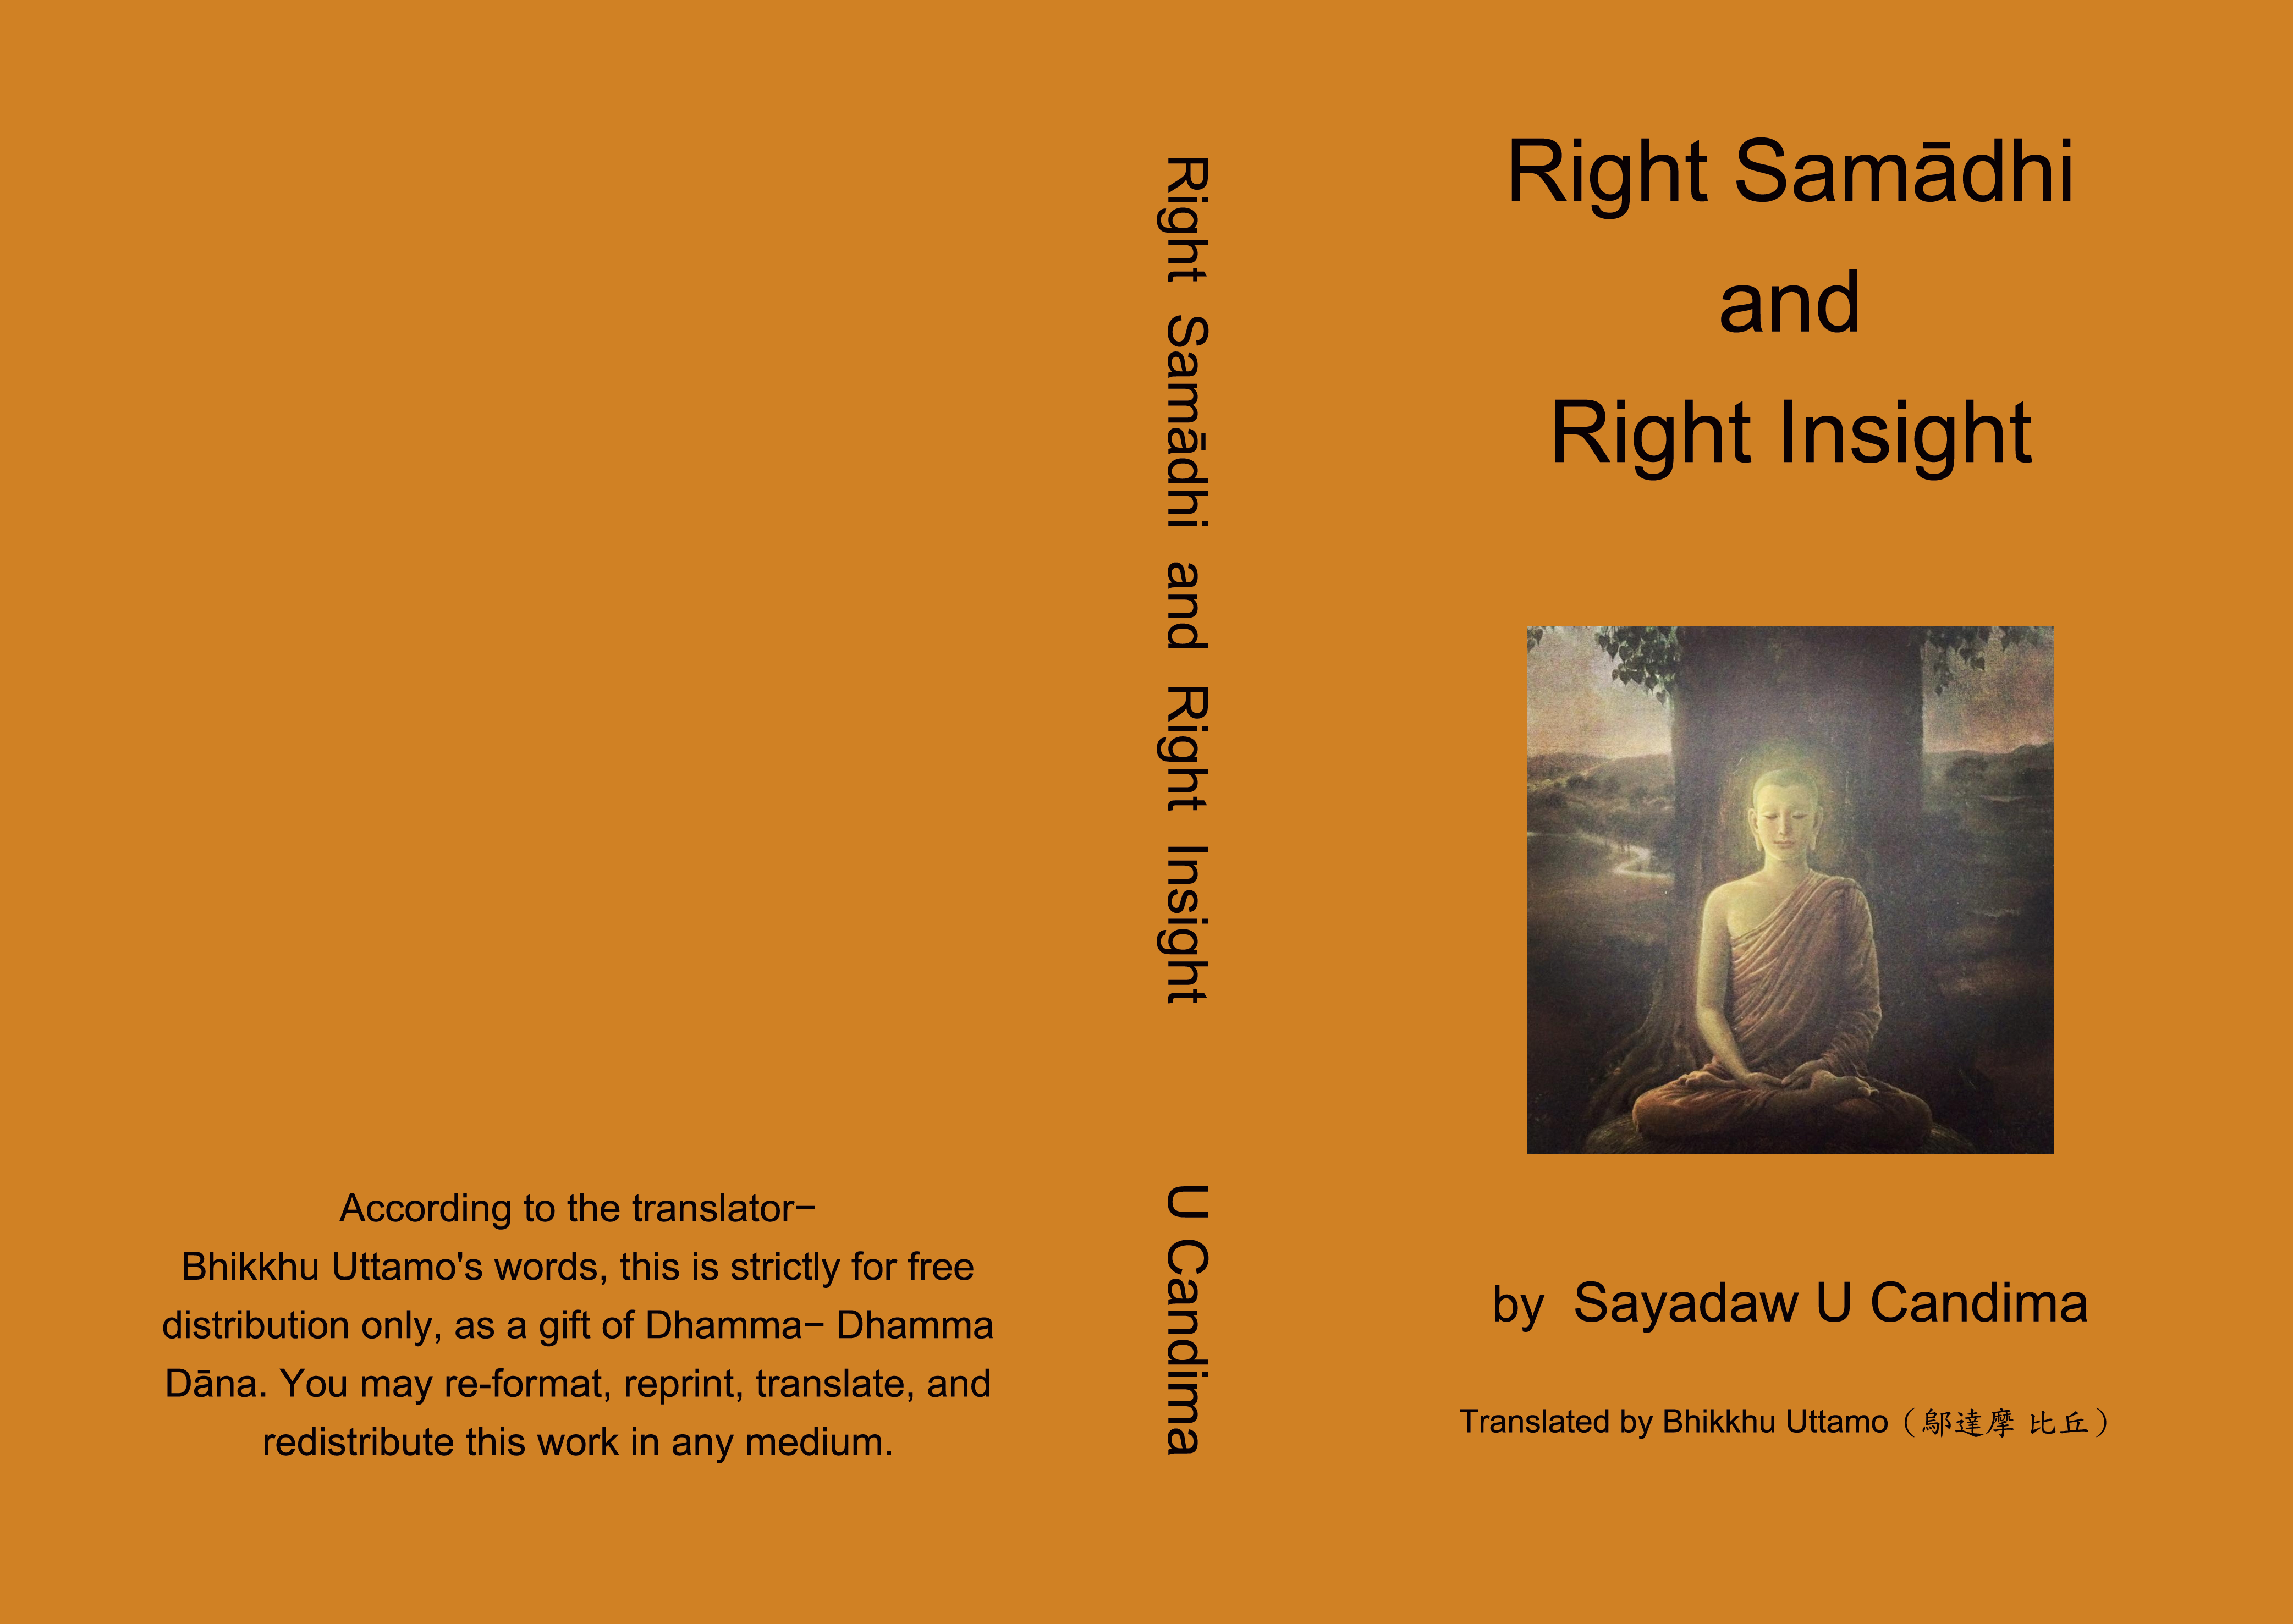 According to the translator−
Bhikkhu Uttamo's words, this is strictly for free
distribution only, as a gift of Dhamma− Dhamma
Dāna. You may re-format, reprint, translate, and
redistribute this work in any medium.
Right Samādhi and Right Insight U Candima
Right Samādhi
and
Right Insight
by Sayadaw U Candima
Translated by Bhikkhu Uttamo（鄔達摩 比丘）